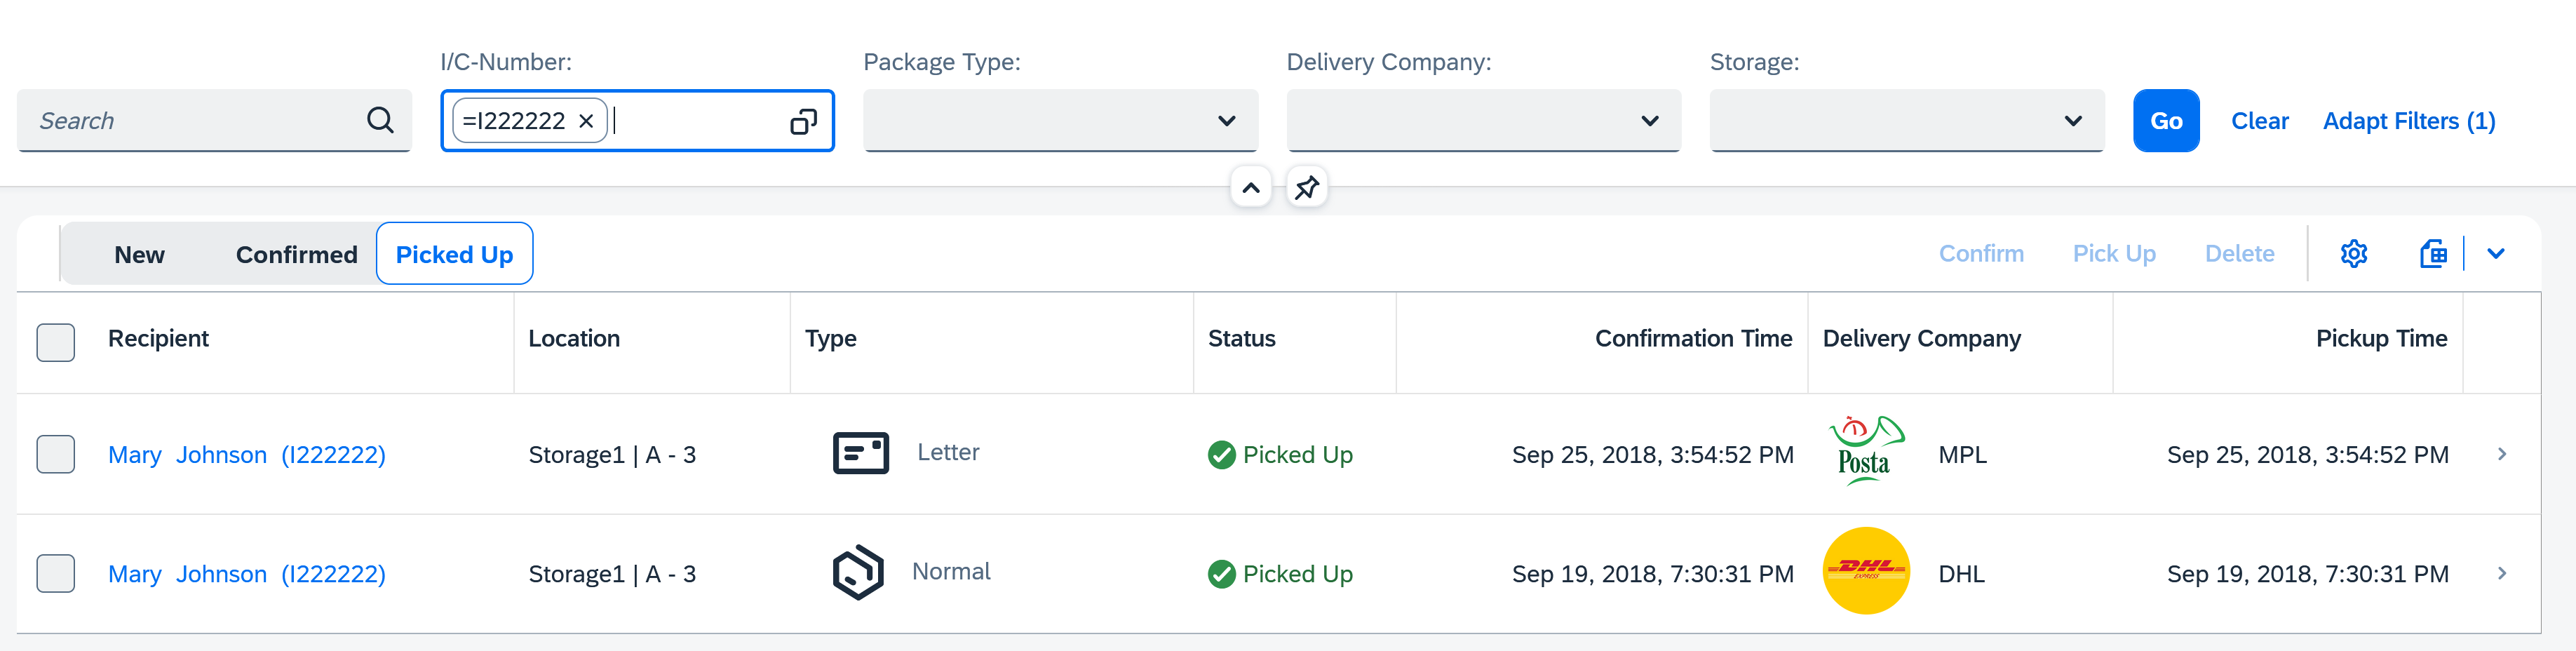 I/C-Number: Package Type: Delivery Company: Storage:
Search =I222222 Go Clear Adapt Filters (1)
New Confirmed Picked Up Confirm Pick Up Delete
Recipient Location Type Status Confirmation Time Delivery Company Pickup Time
Mary Johnson (I222222) Storage1 | A - 3 Letter Picked Up Sep 25, 2018, 3:54:52 PM Posta MPL Sep 25, 2018, 3:54:52 PM
Mary Johnson (I222222) Storage1 | A - 3 Normal Picked Up Sep 19, 2018, 7:30:31 PM DHL EXPRESS DHL Sep 19, 2018, 7:30:31 PM